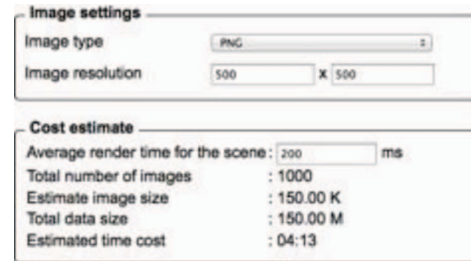 Image settings
Image type PNG
Image resolution 500 x 500
Cost estimate
Average render time for the scene: 200 ms
Total number of images : 1000
Estimate image size : 150.00 K
Total data size : 150.00 M
Estimated time cost : 04:13